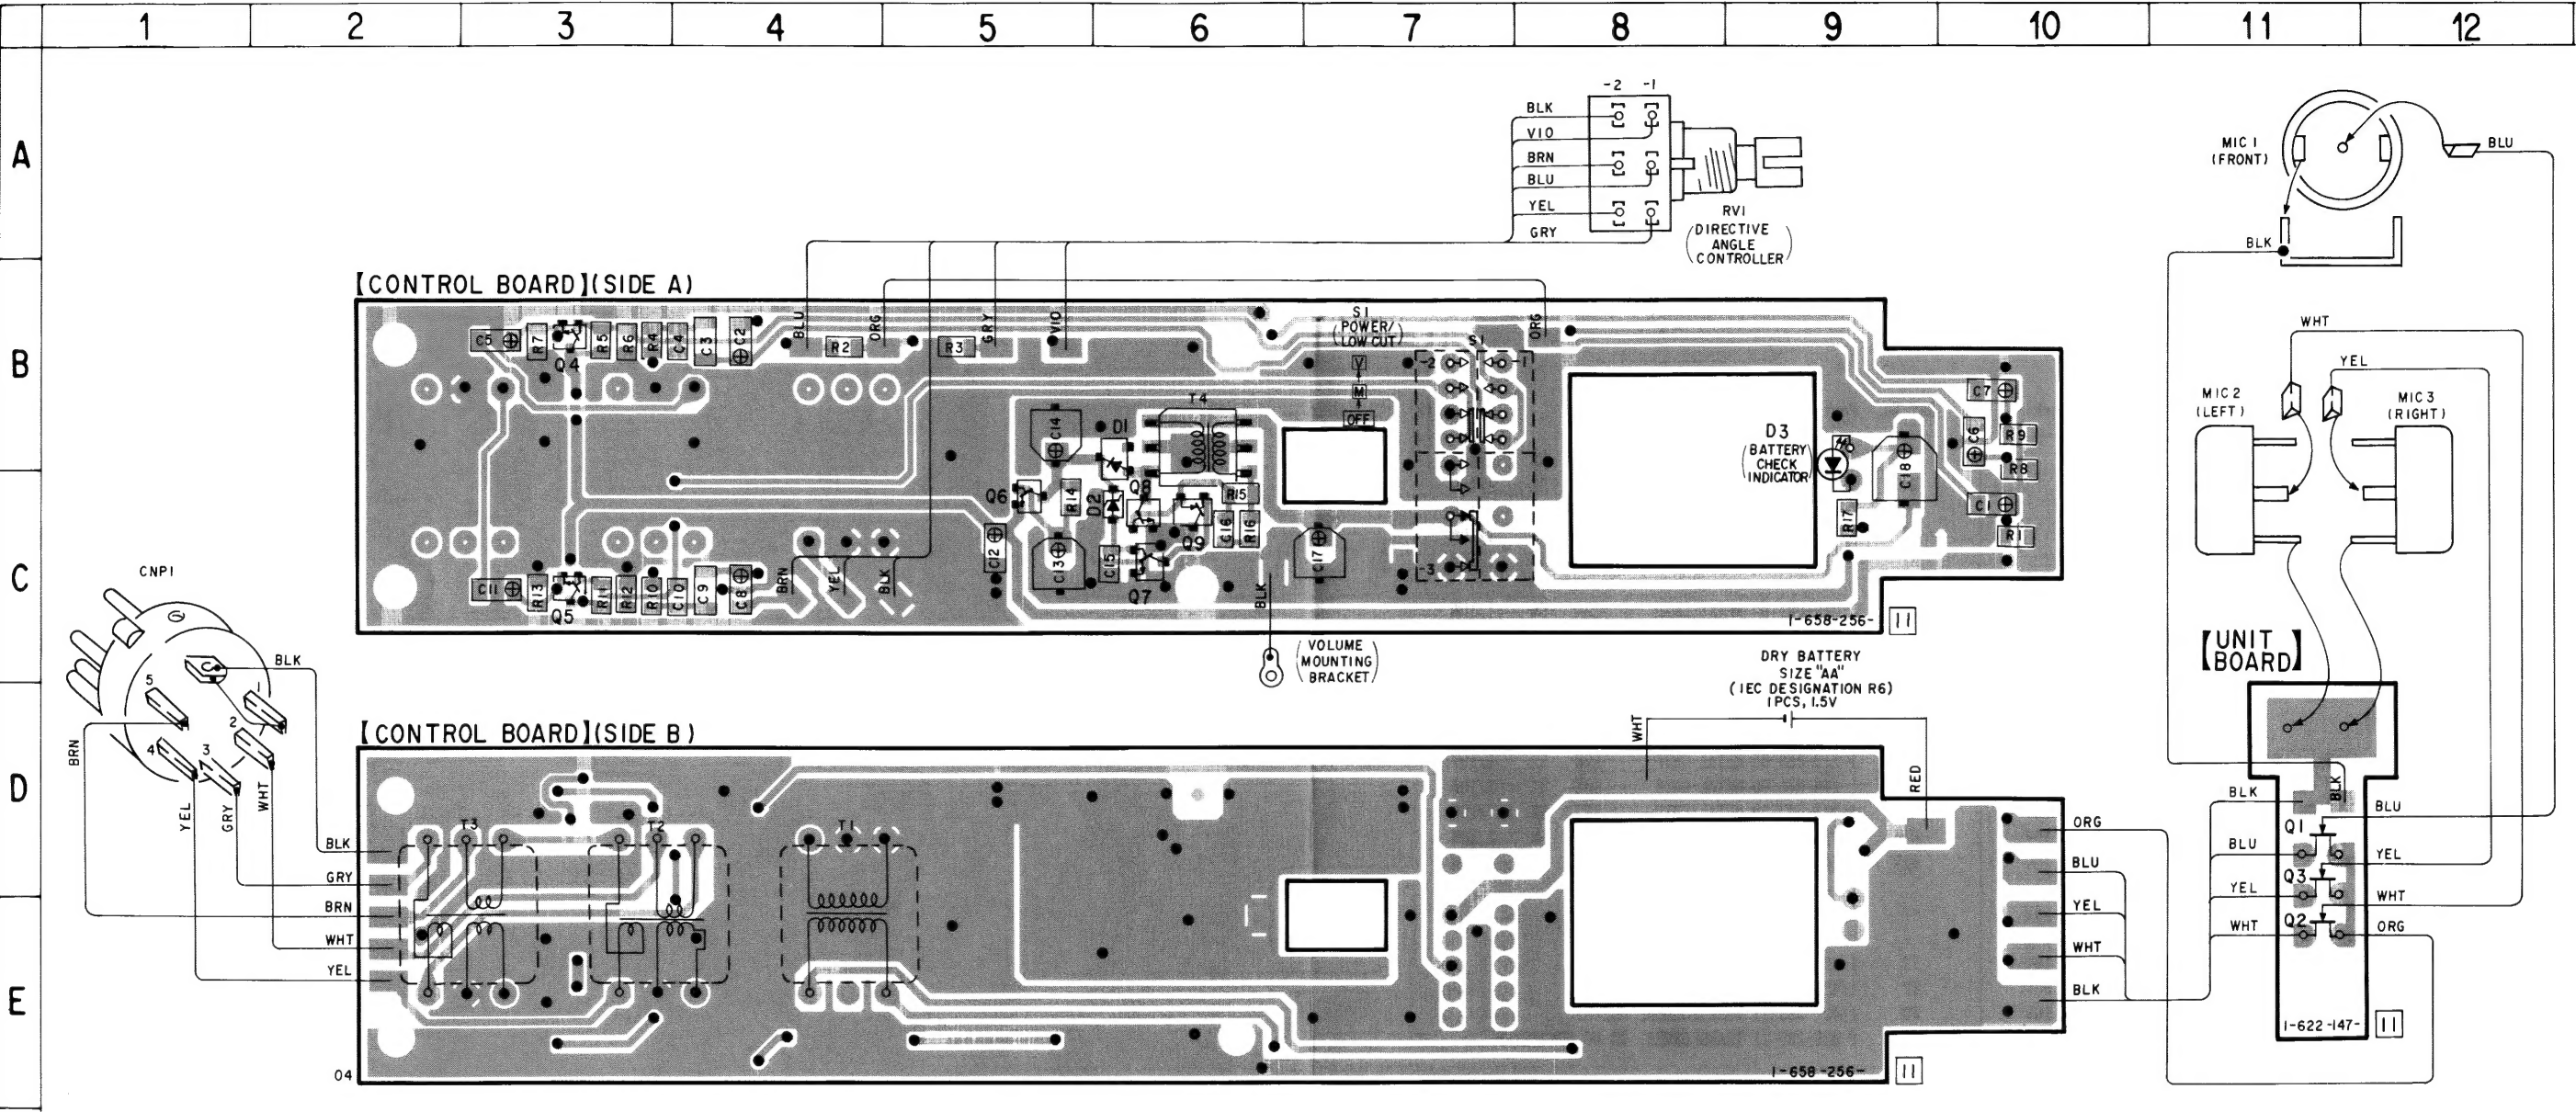 1 2 3 4 5 6 7 8 9 10 11 12
A
B
C
D
E
-2 -1
BLK
VIO
BRN
BLU
YEL
GRY
RV1
(DIRECTIVE
ANGLE
CONTROLLER)
MIC 1
(FRONT)
BLU
BLK
WHT
YEL
MIC 2
(LEFT)
MIC 3
(RIGHT)
【CONTROL BOARD】(SIDE A)
BLU
ORG
GRY
VIO
ORG
C5
R7
Q4
R5
R6
R4
C4
C3
C2
R2
R3
S1
(POWER/
LOW CUT)
V
M
OFF
S1
-2
-1
-3
T4
C14
D1
Q6
R14
D2
Q8
R15
Q9
C16
R16
C12
C13
C15
Q7
C17
D3
(BATTERY
CHECK
INDICATOR)
C18
R17
C7
C6
R9
R8
C1
R1
C11
R13
Q5
R11
R12
R10
C10
C9
C8
BRN
YEL
BLK
BLK
1-658-256-
11
(VOLUME
MOUNTING
BRACKET)
CNP1
BLK
5
1
2
4
3
BRN
YEL
GRY
WHT
DRY BATTERY
SIZE "AA"
(IEC DESIGNATION R6)
1PCS, 1.5V
WHT
RED
【CONTROL BOARD】(SIDE B)
T3
T2
T1
BLK
GRY
BRN
WHT
YEL
04
1-658-256-
11
ORG
BLU
YEL
WHT
BLK
【UNIT
BOARD】
BLK
BLK
BLU
Q1
BLU
YEL
Q3
YEL
WHT
Q2
WHT
ORG
1-622-147-
11